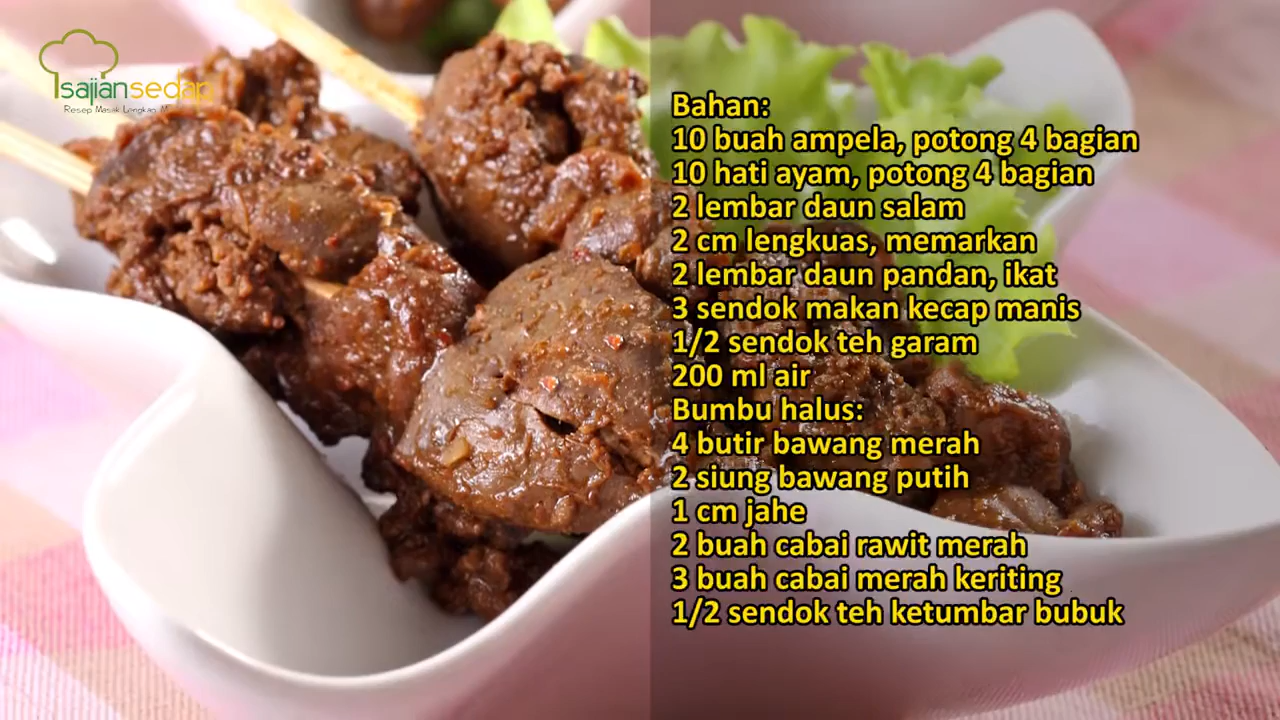 sajiansedap
Resep Masak Lengkap
Bahan:
10 buah ampela, potong 4 bagian
10 hati ayam, potong 4 bagian
2 lembar daun salam
2 cm lengkuas, memarkan
2 lembar daun pandan, ikat
3 sendok makan kecap manis
1/2 sendok teh garam
200 ml air
Bumbu halus:
4 butir bawang merah
2 siung bawang putih
1 cm jahe
2 buah cabai rawit merah
3 buah cabai merah keriting
1/2 sendok teh ketumbar bubuk